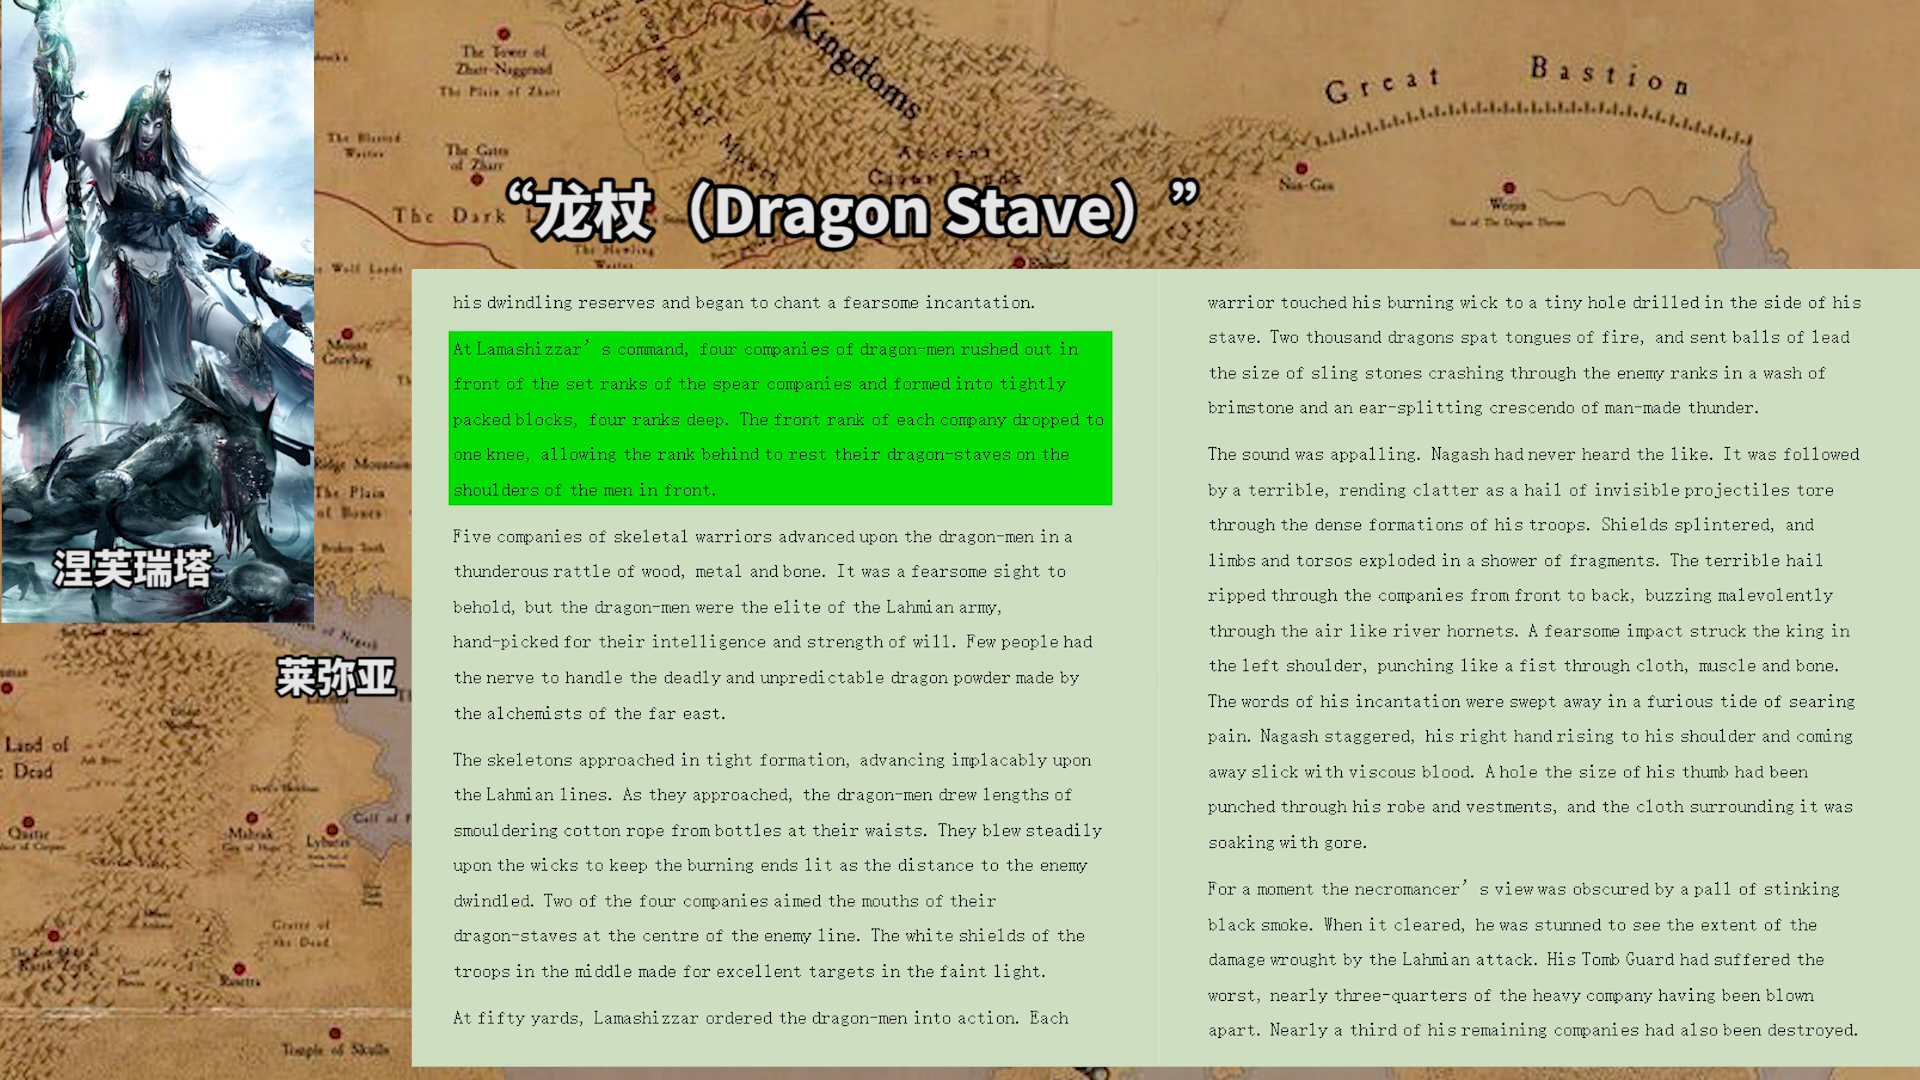 Kingdoms
Great Bastion
The Tower of
Zharr-Naggrund
The Plain of Zharr
The Blasted
Wastes
The Gates
of Zharr
Ancient
Giant Lands
Nan-Gau
“龙杖（Dragon Stave）”
The Dark L
The Howling
Wastes
Wolf Lands
Mount
Greyhag
The Plain
of Bones
涅芙瑞塔
莱弥亚
Land of
Dead
Quatar
Mahrak
Lybaras
Gulf of
Rasetra
Temple of Skulls
his dwindling reserves and began to chant a fearsome incantation.
At Lamashizzar’s command, four companies of dragon-men rushed out in
front of the set ranks of the spear companies and formed into tightly
packed blocks, four ranks deep. The front rank of each company dropped to
one knee, allowing the rank behind to rest their dragon-staves on the
shoulders of the men in front.
Five companies of skeletal warriors advanced upon the dragon-men in a
thunderous rattle of wood, metal and bone. It was a fearsome sight to
behold, but the dragon-men were the elite of the Lahmian army,
hand-picked for their intelligence and strength of will. Few people had
the nerve to handle the deadly and unpredictable dragon powder made by
the alchemists of the far east.
The skeletons approached in tight formation, advancing implacably upon
the Lahmian lines. As they approached, the dragon-men drew lengths of
smouldering cotton rope from bottles at their waists. They blew steadily
upon the wicks to keep the burning ends lit as the distance to the enemy
dwindled. Two of the four companies aimed the mouths of their
dragon-staves at the centre of the enemy line. The white shields of the
troops in the middle made for excellent targets in the faint light.
At fifty yards, Lamashizzar ordered the dragon-men into action. Each
warrior touched his burning wick to a tiny hole drilled in the side of his
stave. Two thousand dragons spat tongues of fire, and sent balls of lead
the size of sling stones crashing through the enemy ranks in a wash of
brimstone and an ear-splitting crescendo of man-made thunder.
The sound was appalling. Nagash had never heard the like. It was followed
by a terrible, rending clatter as a hail of invisible projectiles tore
through the dense formations of his troops. Shields splintered, and
limbs and torsos exploded in a shower of fragments. The terrible hail
ripped through the companies from front to back, buzzing malevolently
through the air like river hornets. A fearsome impact struck the king in
the left shoulder, punching like a fist through cloth, muscle and bone.
The words of his incantation were swept away in a furious tide of searing
pain. Nagash staggered, his right hand rising to his shoulder and coming
away slick with viscous blood. A hole the size of his thumb had been
punched through his robe and vestments, and the cloth surrounding it was
soaking with gore.
For a moment the necromancer’s view was obscured by a pall of stinking
black smoke. When it cleared, he was stunned to see the extent of the
damage wrought by the Lahmian attack. His Tomb Guard had suffered the
worst, nearly three-quarters of the heavy company having been blown
apart. Nearly a third of his remaining companies had also been destroyed.